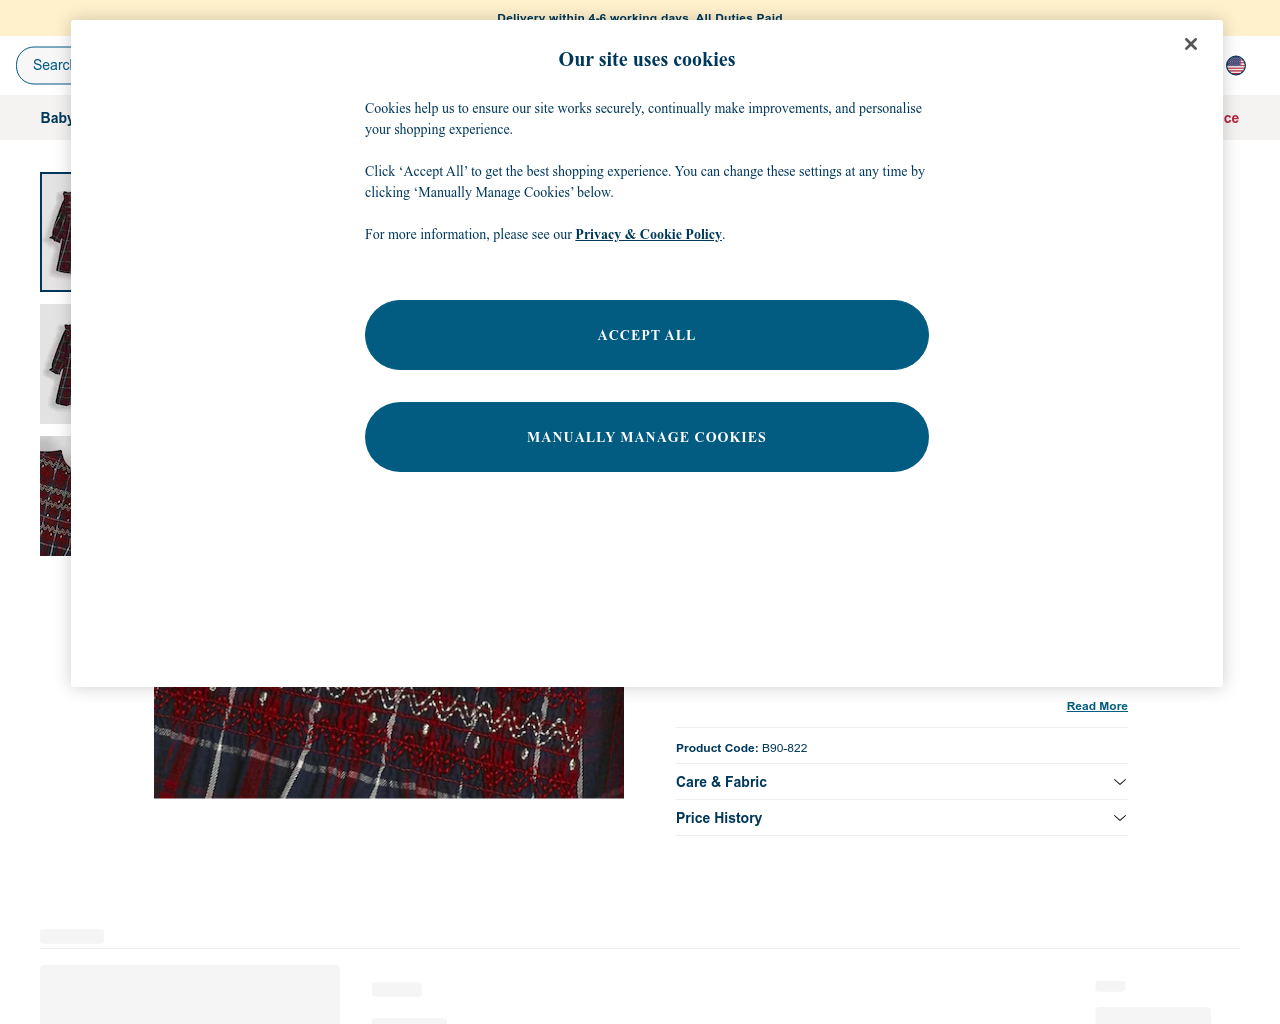 Delivery within 4-6 working days. All Duties Paid
Our site uses cookies
Search
Cookies help us to ensure our site works securely, continually make improvements, and personalise
your shopping experience.
Baby
ce
Click ‘Accept All’ to get the best shopping experience. You can change these settings at any time by
clicking ‘Manually Manage Cookies’ below.
For more information, please see our Privacy & Cookie Policy.
ACCEPT ALL
MANUALLY MANAGE COOKIES
Read More
Product Code: B90-822
Care & Fabric
Price History